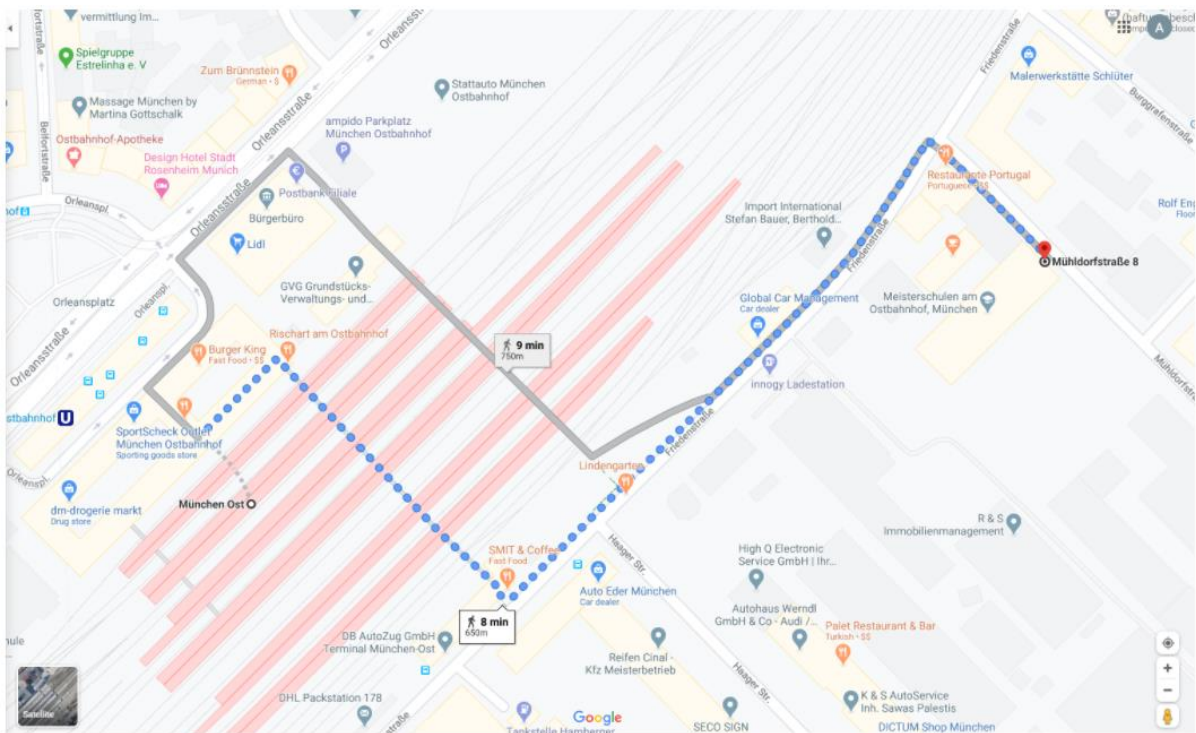 vermittlung Im...
Spielgruppe
Estrelinha e. V
Zum Brünnstein
German • $
Massage München by
Martina Gottschalk
Ostbahnhof-Apotheke
Design Hotel Stadt
Rosenheim Munich
Belfortstraße
Orleansstraße
Orleansstraße
Orleansstraße
Orleansstraße
Orleanspl.
Orleanspl.
Orleanspl.
Stattauto München
Ostbahnhof
ampido Parkplatz
München Ostbahnhof
Postbank Filiale
Bürgerbüro
Lidl
GVG Grundstücks-
Verwaltungs- und...
Orleansplatz
Rischart am Ostbahnhof
Burger King
Fast Food • $$
SportScheck Outlet
München Ostbahnhof
Sporting goods store
München Ost
dm-drogerie markt
Drug store
9 min
750m
8 min
650m
SMIT & Coffee
Fast Food
Lindengarten
Import International
Stefan Bauer, Berthold...
Global Car Management
Car dealer
innogy Ladestation
Friedenstraße
Friedenstraße
Friedenstraße
A
Malerwerkstätte Schlüter
Burggrafenstraße
Restaurante Portugal
Portuguese • $$
Rolf Eng
Mühldorfstraße 8
Meisterschulen am
Ostbahnhof, München
R & S
Immobilienmanagement
High Q Electronic
Service GmbH | Ihr...
Autohaus Werndl
GmbH & Co - Audi /...
Palet Restaurant & Bar
Turkish • $$
K & S AutoService
Inh. Sawas Palestis
DICTUM Shop München
Haager Str.
Haager Str.
Auto Eder München
Car dealer
DB AutoZug GmbH
Terminal München-Ost
Reifen Cinal -
Kfz Meisterbetrieb
DHL Packstation 178
SECO SIGN
Tankstelle Hamberger
Google
Satellite
U
P
+
−